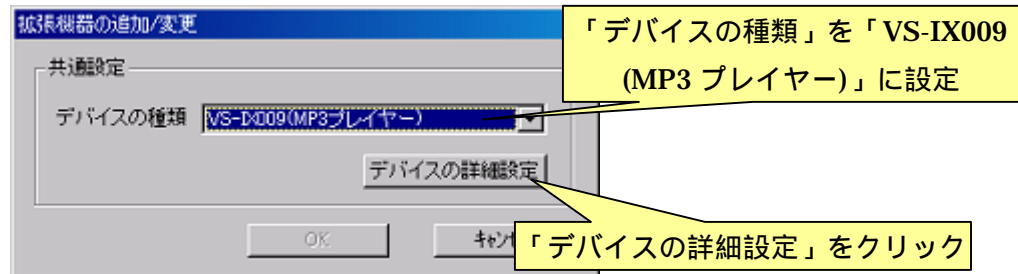 拡張機器の追加/変更
「デバイスの種類」を「VS-IX009
(MP3 プレイヤー)」に設定
共通設定
デバイスの種類 VS-IX009(MP3プレイヤー)
デバイスの詳細設定
OK
「デバイスの詳細設定」をクリック